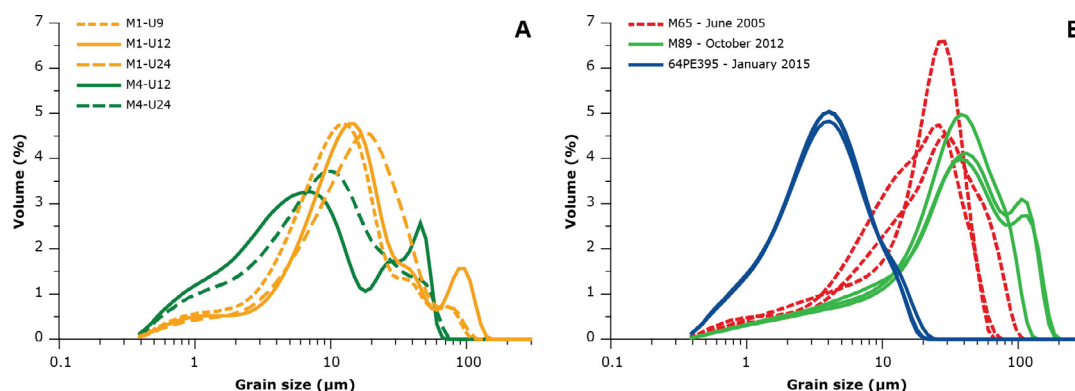 A
M1-U9
M1-U12
M1-U24
M4-U12
M4-U24
Volume (%)
7
6
5
4
3
2
1
0
0.1 1 10 100
Grain size (µm)
M65 - June 2005
M89 - October 2012
64PE395 - January 2015
Volume (%)
7
6
5
4
3
2
1
0
0.1 1 10 100
Grain size (µm)